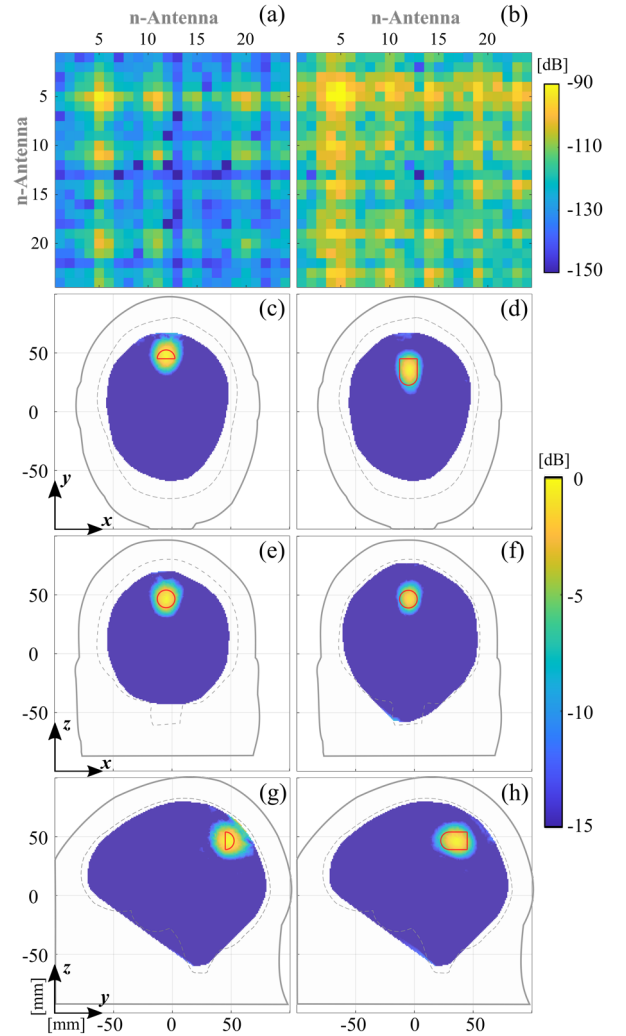 n-Antenna (a) n-Antenna (b)
5 10 15 20 5 10 15 20 [dB]
n-Antenna
5 10 15 20
-90 -110 -130 -150
(c) (d)
50 0 -50
y x
[dB]
0 -5 -10 -15
(e) (f)
50 0 -50
z x
(g) (h)
50 0 -50
z
[mm]
[mm] y -50 0 50 -50 0 50